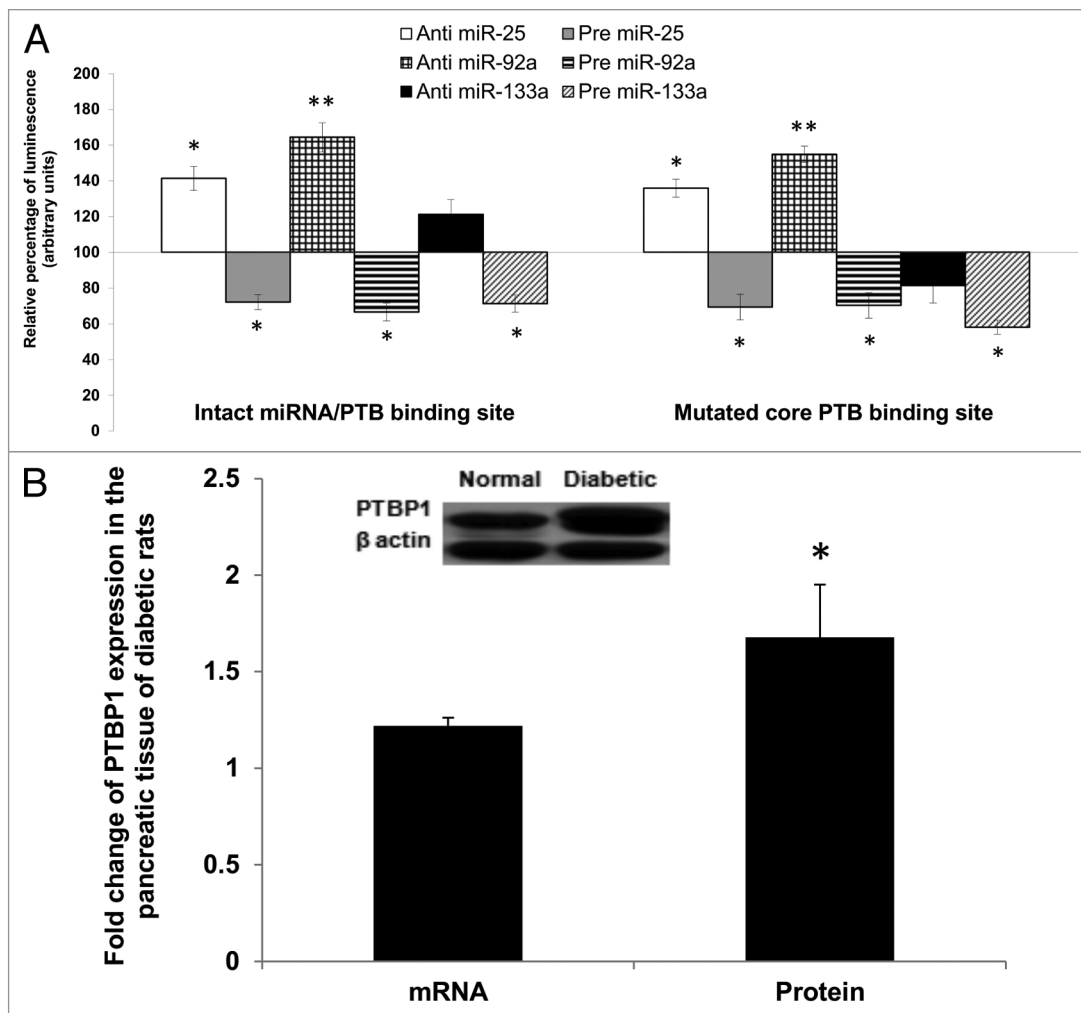 A
Anti miR-25 Pre miR-25
Anti miR-92a Pre miR-92a
Anti miR-133a Pre miR-133a
Relative percentage of luminescence
(arbitrary units)
200
180
160
140
120
100
80
60
40
20
0
* * ** * *
* * ** * *
Intact miRNA/PTB binding site
Mutated core PTB binding site
B
Fold change of PTBP1 expression in the
pancreatic tissue of diabetic rats
2.5
2
1.5
1
0.5
0
Normal Diabetic
PTBP1
β actin
*
mRNA Protein